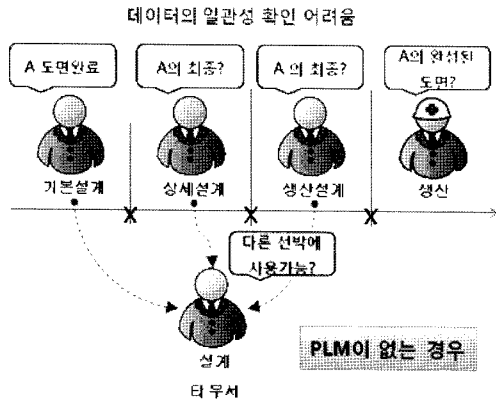 데이터의 일관성 확인 어려움
A 도면완료
A의 최종?
A 의 최종?
A의 완성된
도면?
기본설계
상세설계
생산설계
생산
X
X
X
다른 선박에
사용가능?
설계
타 부서
PLM이 없는 경우